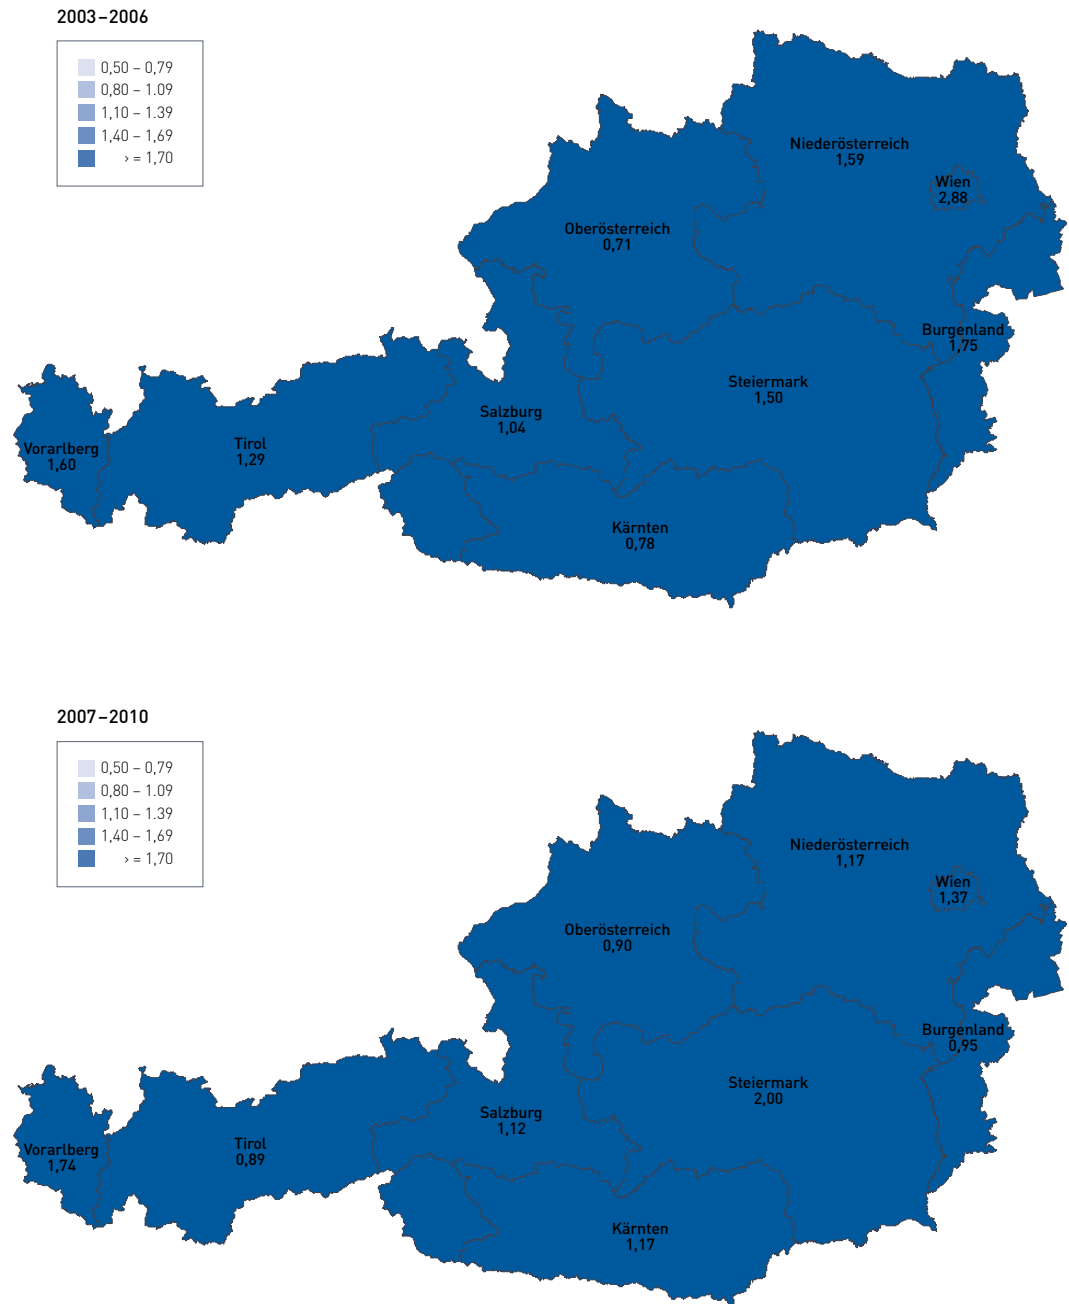 2003–2006
0,50 – 0,79
0,80 – 1.09
1,10 – 1.39
1,40 – 1,69
› = 1,70
Niederösterreich
1,59
Wien
2,88
Oberösterreich
0,71
Burgenland
1,75
Steiermark
1,50
Salzburg
1,04
Tirol
1,29
Vorarlberg
1,60
Kärnten
0,78
2007–2010
0,50 – 0,79
0,80 – 1.09
1,10 – 1.39
1,40 – 1,69
› = 1,70
Niederösterreich
1,17
Wien
1,37
Oberösterreich
0,90
Burgenland
0,95
Steiermark
2,00
Salzburg
1,12
Tirol
0,89
Vorarlberg
1,74
Kärnten
1,17